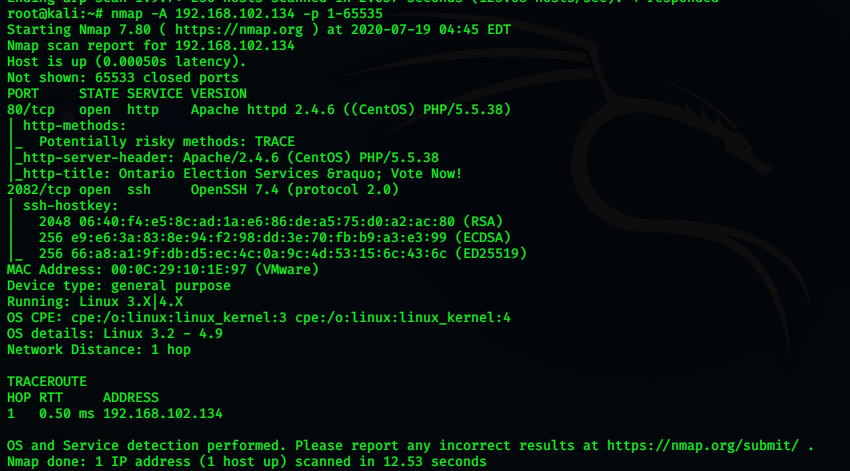 root@kali:~# nmap -A 192.168.102.134 -p 1-65535
Starting Nmap 7.80 ( https://nmap.org ) at 2020-07-19 04:45 EDT
Nmap scan report for 192.168.102.134
Host is up (0.00050s latency).
Not shown: 65533 closed ports
PORT     STATE SERVICE VERSION
80/tcp   open  http    Apache httpd 2.4.6 ((CentOS) PHP/5.5.38)
| http-methods:
|_  Potentially risky methods: TRACE
|_http-server-header: Apache/2.4.6 (CentOS) PHP/5.5.38
|_http-title: Ontario Election Services &raquo; Vote Now!
2082/tcp open  ssh     OpenSSH 7.4 (protocol 2.0)
| ssh-hostkey:
|   2048 06:40:f4:e5:8c:ad:1a:e6:86:de:a5:75:d0:a2:ac:80 (RSA)
|   256 e9:e6:3a:83:8e:94:f2:98:dd:3e:70:fb:b9:a3:e3:99 (ECDSA)
|_  256 66:a8:a1:9f:db:d5:ec:4c:0a:9c:4d:53:15:6c:43:6c (ED25519)
MAC Address: 00:0C:29:10:1E:97 (VMware)
Device type: general purpose
Running: Linux 3.X|4.X
OS CPE: cpe:/o:linux:linux_kernel:3 cpe:/o:linux:linux_kernel:4
OS details: Linux 3.2 - 4.9
Network Distance: 1 hop
TRACEROUTE
HOP RTT     ADDRESS
1   0.50 ms 192.168.102.134
OS and Service detection performed. Please report any incorrect results at https://nmap.org/submit/ .
Nmap done: 1 IP address (1 host up) scanned in 12.53 seconds